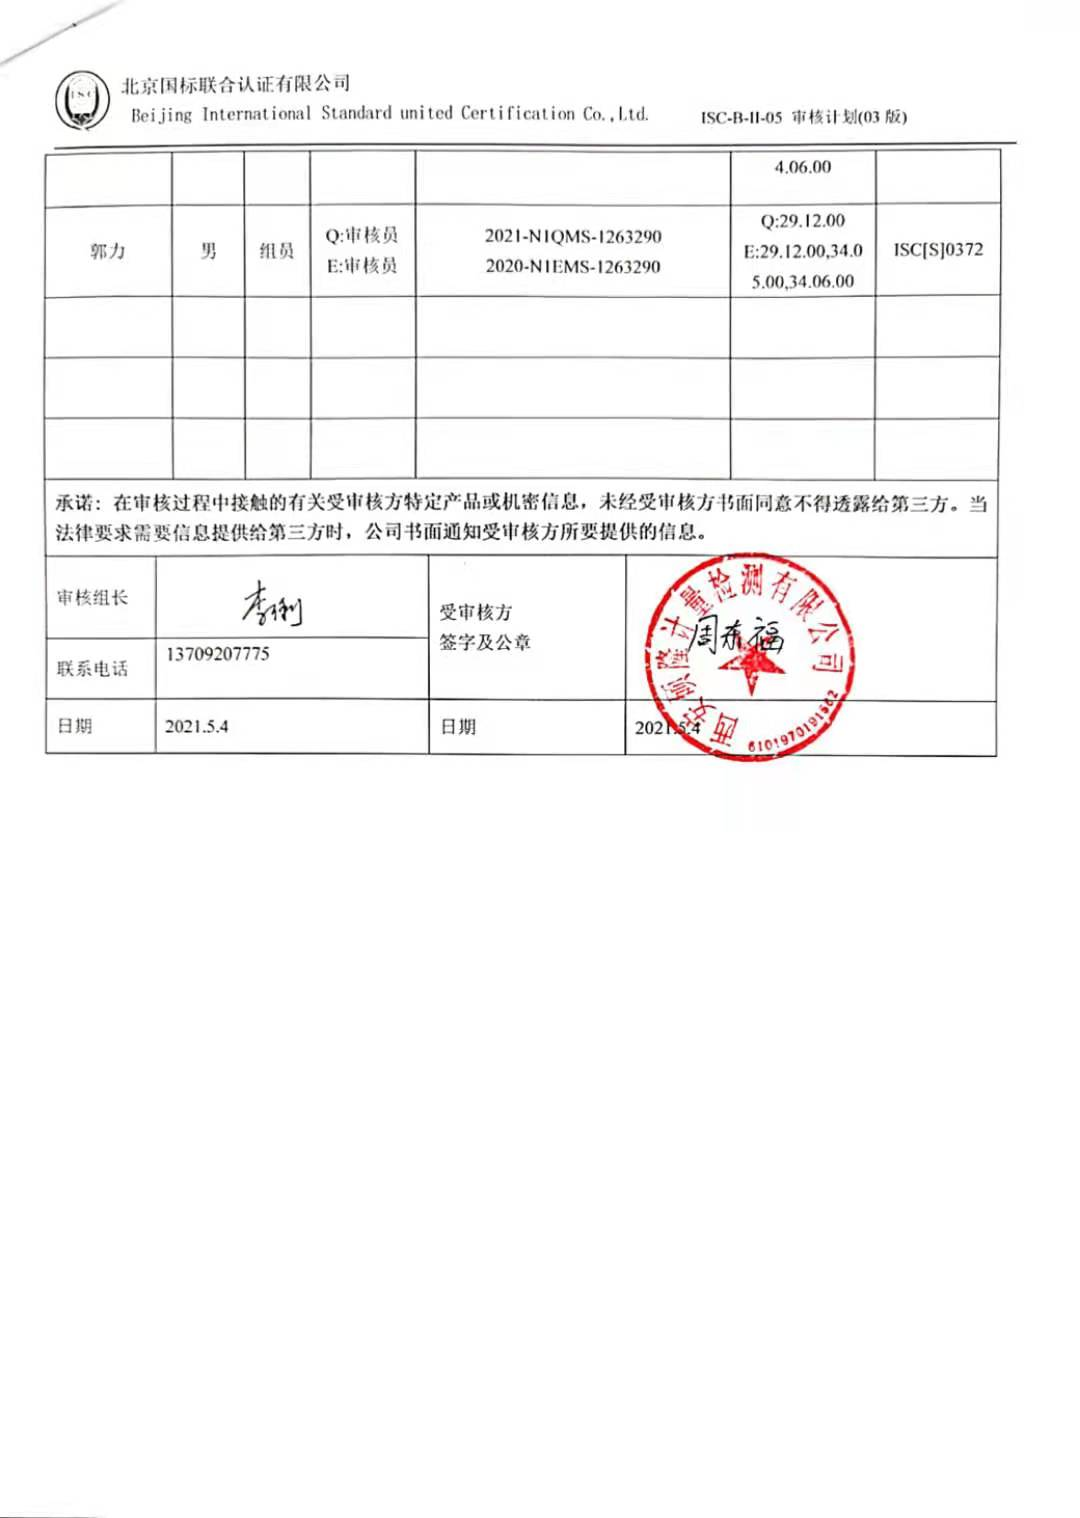 ISC
北京国标联合认证有限公司
Beijing International Standard united Certification Co.,Ltd.
ISC-B-II-05 审核计划(03 版)
4.06.00
郭力 男 组员 Q:审核员 2021-N1QMS-1263290 Q:29.12.00 ISC[S]0372
E:审核员 2020-N1EMS-1263290 E:29.12.00,34.0
5.00,34.06.00
承诺: 在审核过程中接触的有关受审核方特定产品或机密信息，未经受审核方书面同意不得透露给第三方。当
法律要求需要信息提供给第三方时，公司书面通知受审核方所要提供的信息。
审核组长
受审核方
签字及公章
联系电话 13709207775
日期 2021.5.4 日期 2021.5.4
周东福
计量检测有限公司